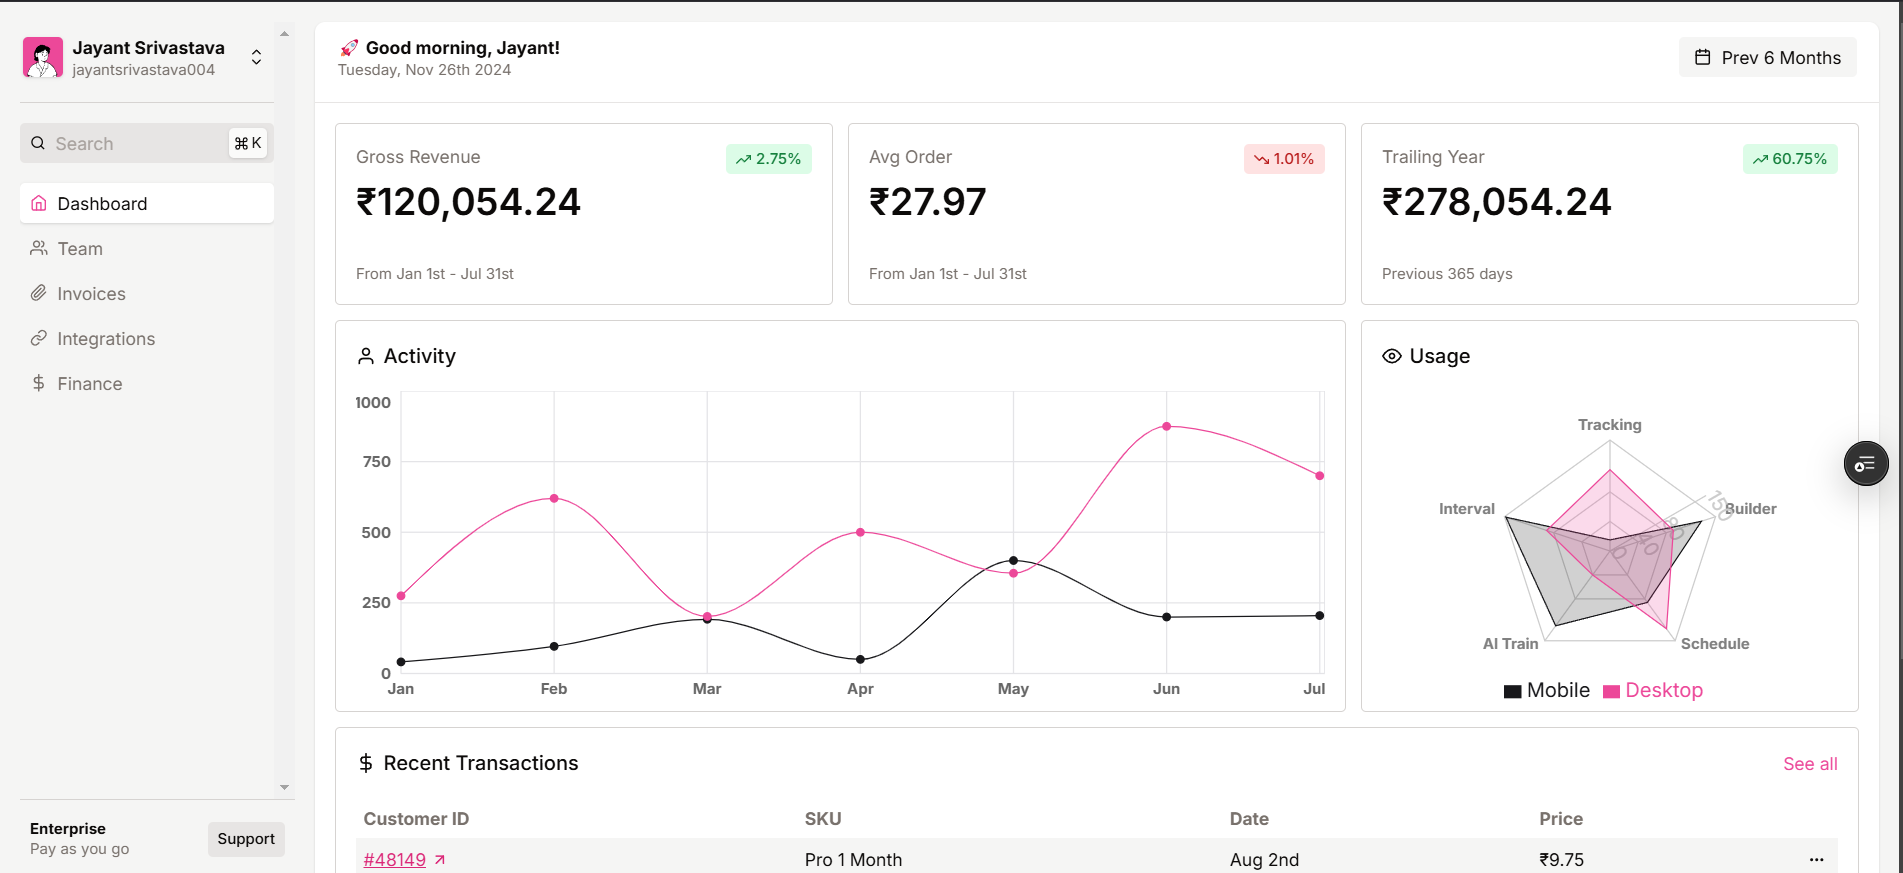 Jayant Srivastava
jayantsrivastava004
Search
⌘ K
Dashboard
Team
Invoices
Integrations
Finance
Enterprise
Pay as you go
Support
🚀 Good morning, Jayant!
Tuesday, Nov 26th 2024
Prev 6 Months
Gross Revenue
2.75%
₹120,054.24
From Jan 1st - Jul 31st
Avg Order
1.01%
₹27.97
From Jan 1st - Jul 31st
Trailing Year
60.75%
₹278,054.24
Previous 365 days
Activity
1000
750
500
250
0
Jan Feb Mar Apr May Jun Jul
Usage
Tracking
Interval
Builder
150
80
40
0
AI Train
Schedule
Mobile Desktop
$ Recent Transactions
See all
Customer ID SKU Date Price
#48149 Pro 1 Month Aug 2nd ₹9.75